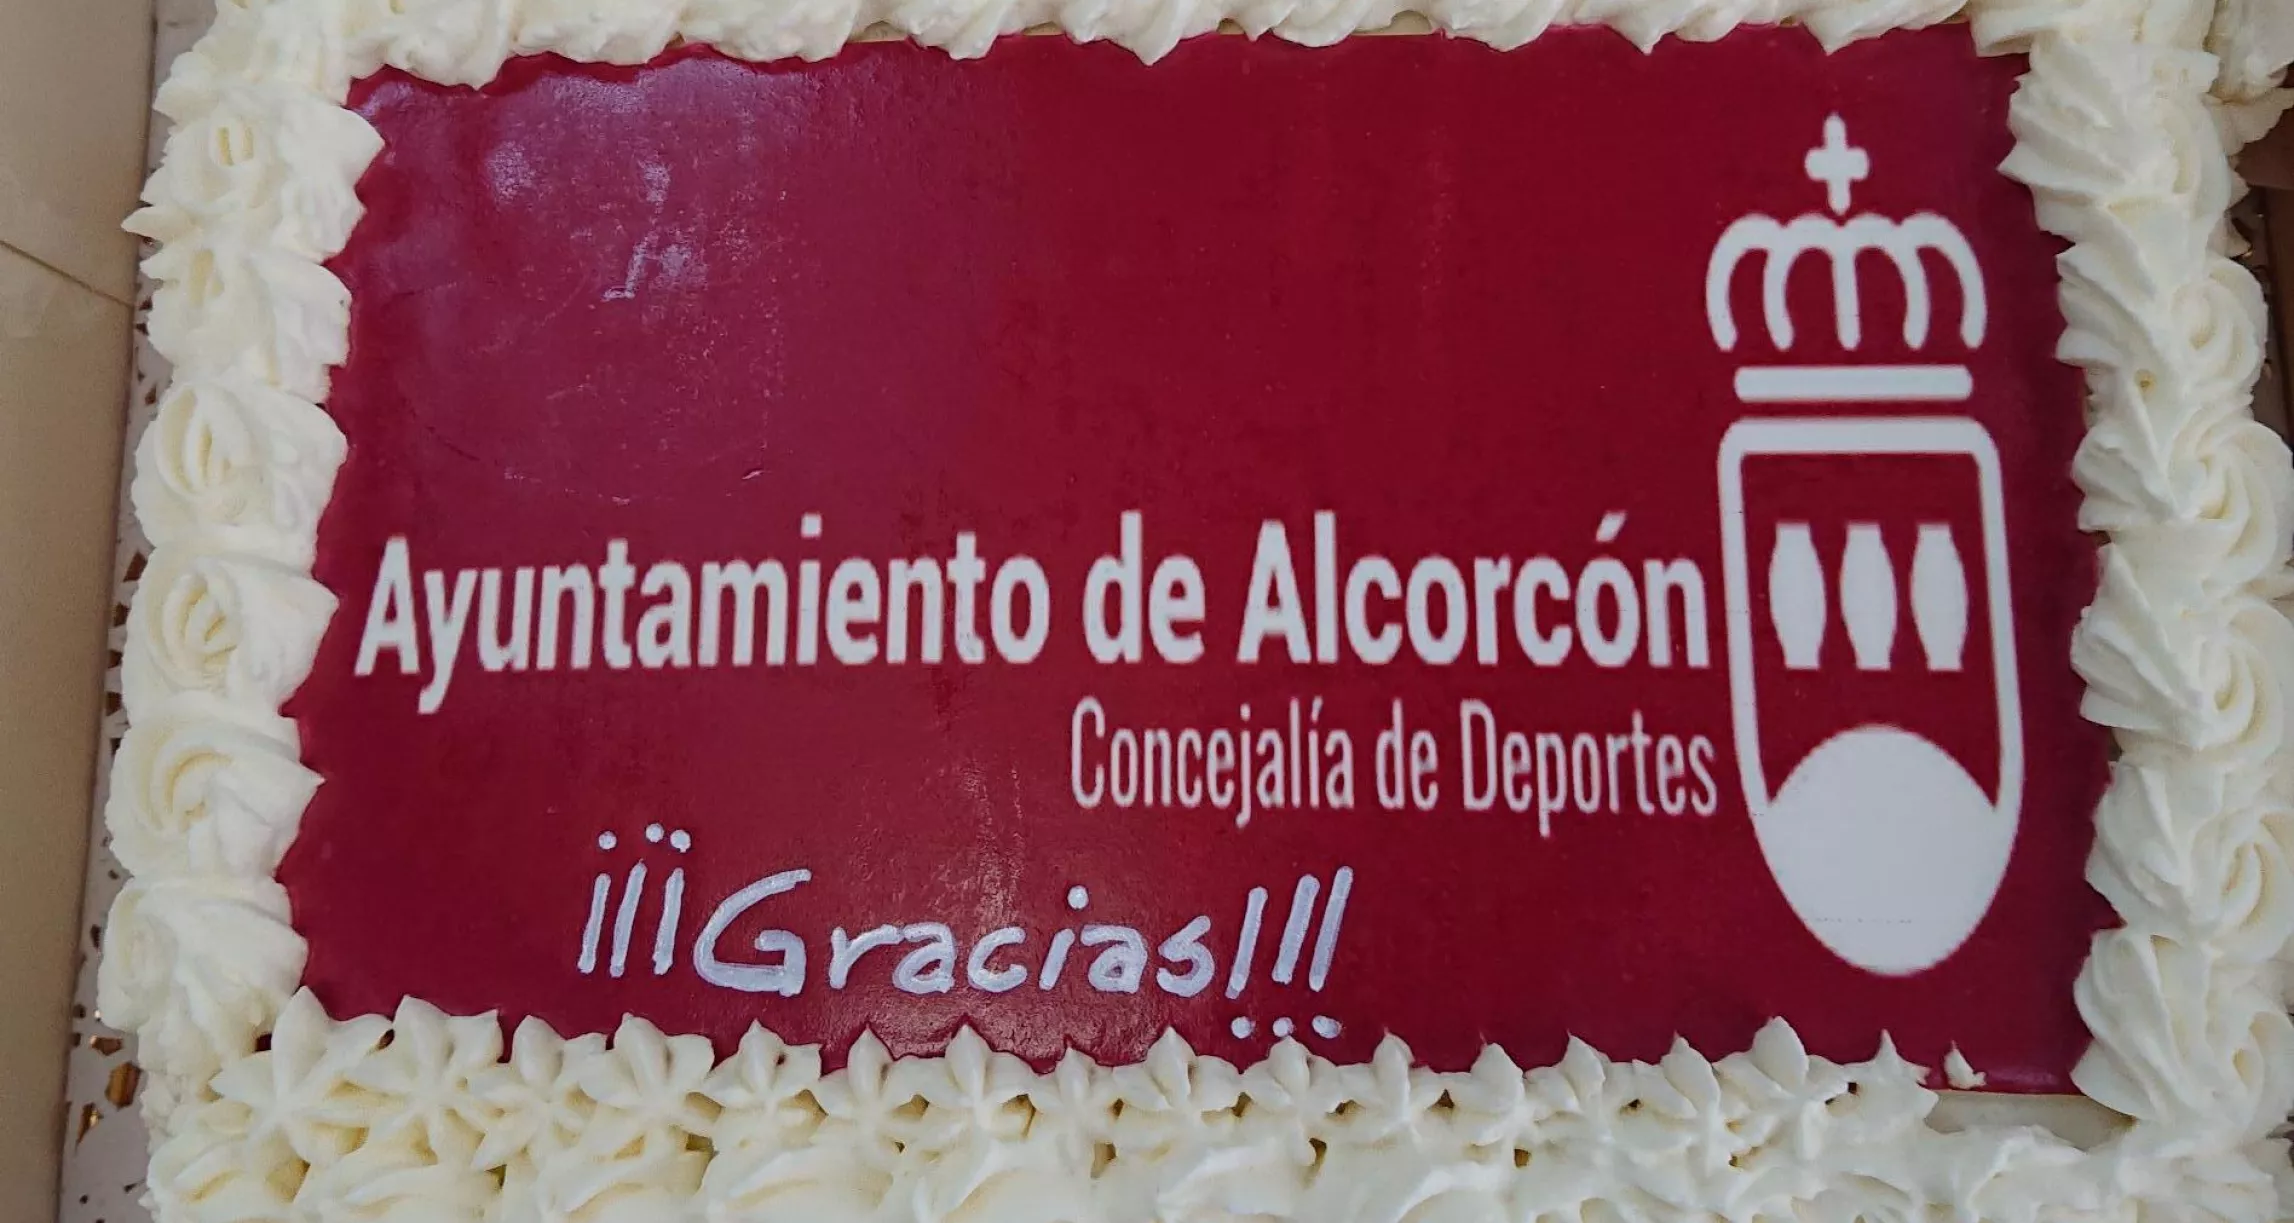 Ayuntamiento de Alcorcón
Concejalía de Deportes
¡¡¡Gracias!!!